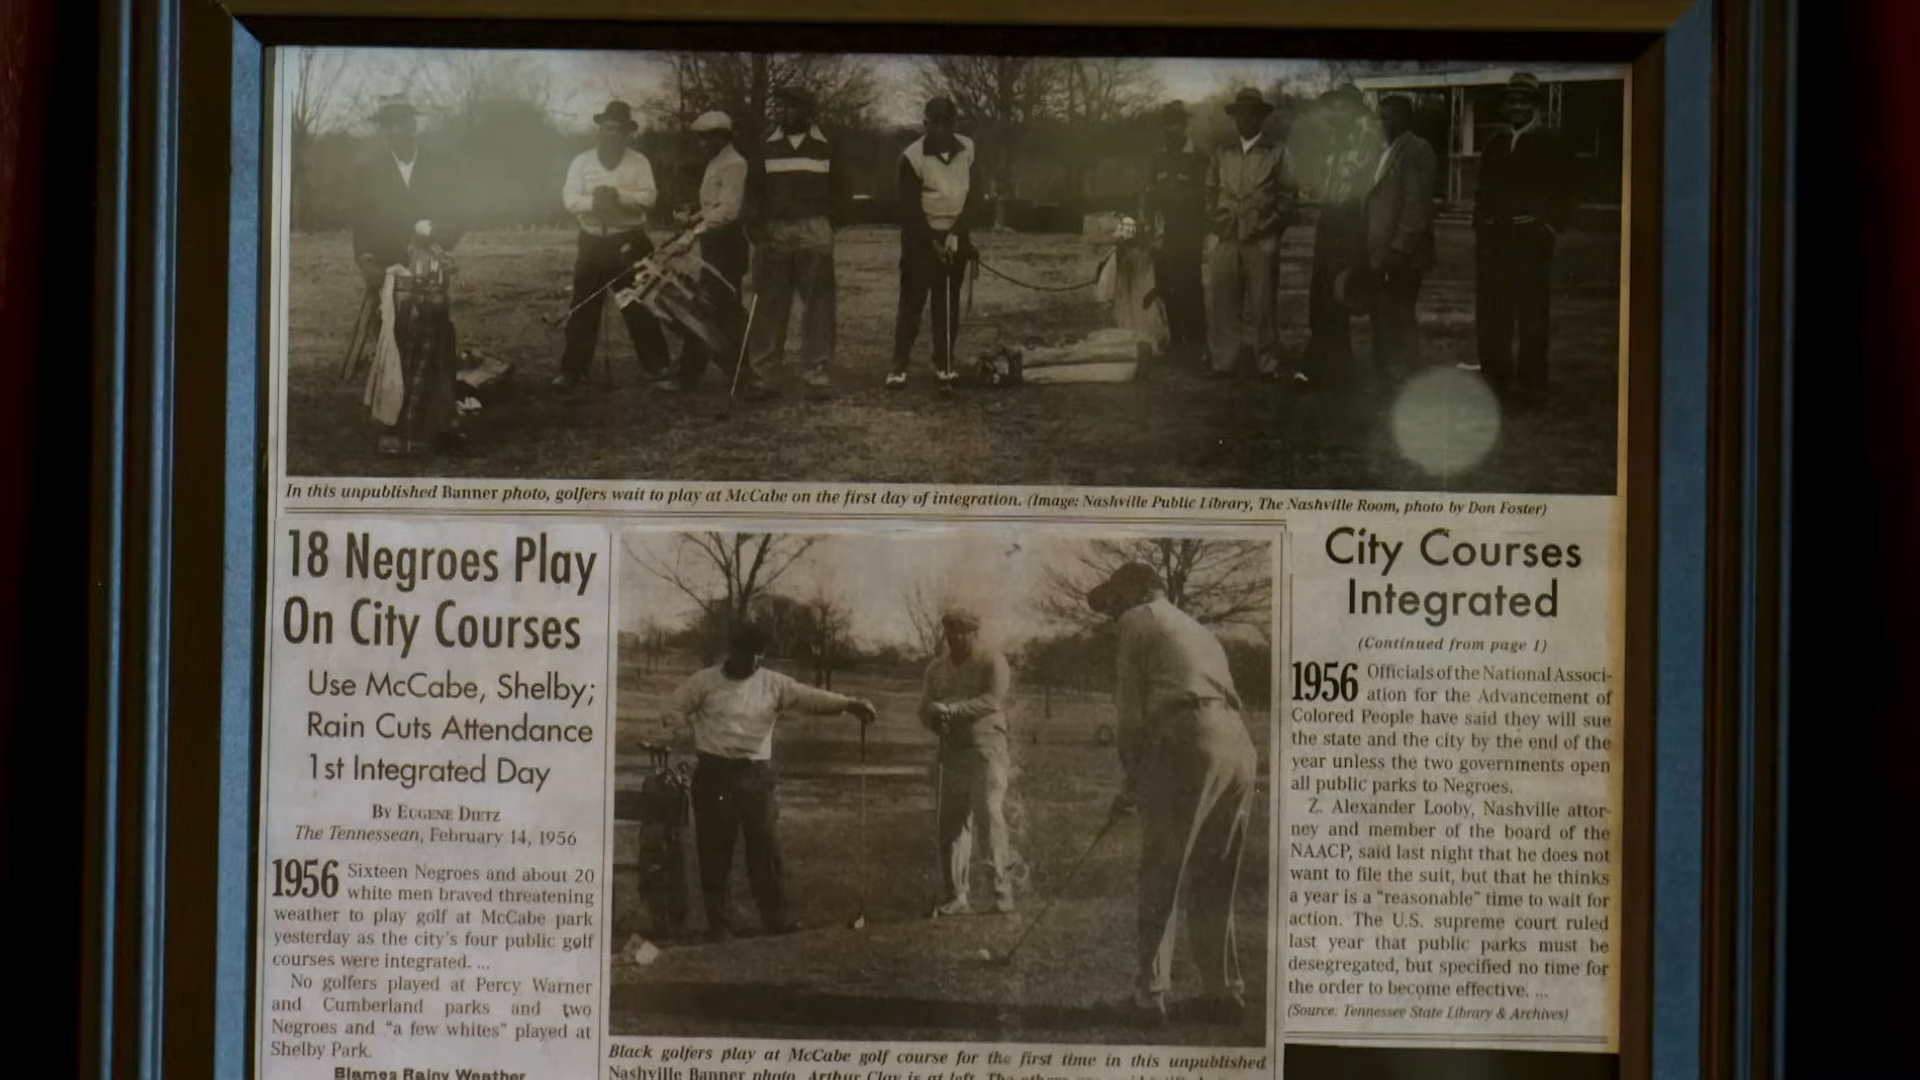 In this unpublished Banner photo, golfers wait to play at McCabe on the first day of integration. (Image: Nashville Public Library, The Nashville Room, photo by Don Foster)
18 Negroes Play
On City Courses
Use McCabe, Shelby;
Rain Cuts Attendance
1st Integrated Day
BY EUGENE DIETZ
The Tennessean, February 14, 1956
1956 Sixteen Negroes and about 20
white men braved threatening
weather to play golf at McCabe park
yesterday as the city's four public golf
courses were integrated. ...
No golfers played at Percy Warner
and Cumberland parks and two
Negroes and "a few whites" played at
Shelby Park.
Blames Rainy Weather
Black golfers play at McCabe golf course for the first time in this unpublished
Nashville Banner photo. Arthur Clay is at left. The others
City Courses
Integrated
(Continued from page 1)
1956 Officials of the National Associ-
ation for the Advancement of
Colored People have said they will sue
the state and the city by the end of the
year unless the two governments open
all public parks to Negroes.
Z. Alexander Looby, Nashville attor-
ney and member of the board of the
NAACP, said last night that he does not
want to file the suit, but that he thinks
a year is a "reasonable" time to wait for
action. The U.S. supreme court ruled
last year that public parks must be
desegregated, but specified no time for
the order to become effective. ...
(Source: Tennessee State Library & Archives)